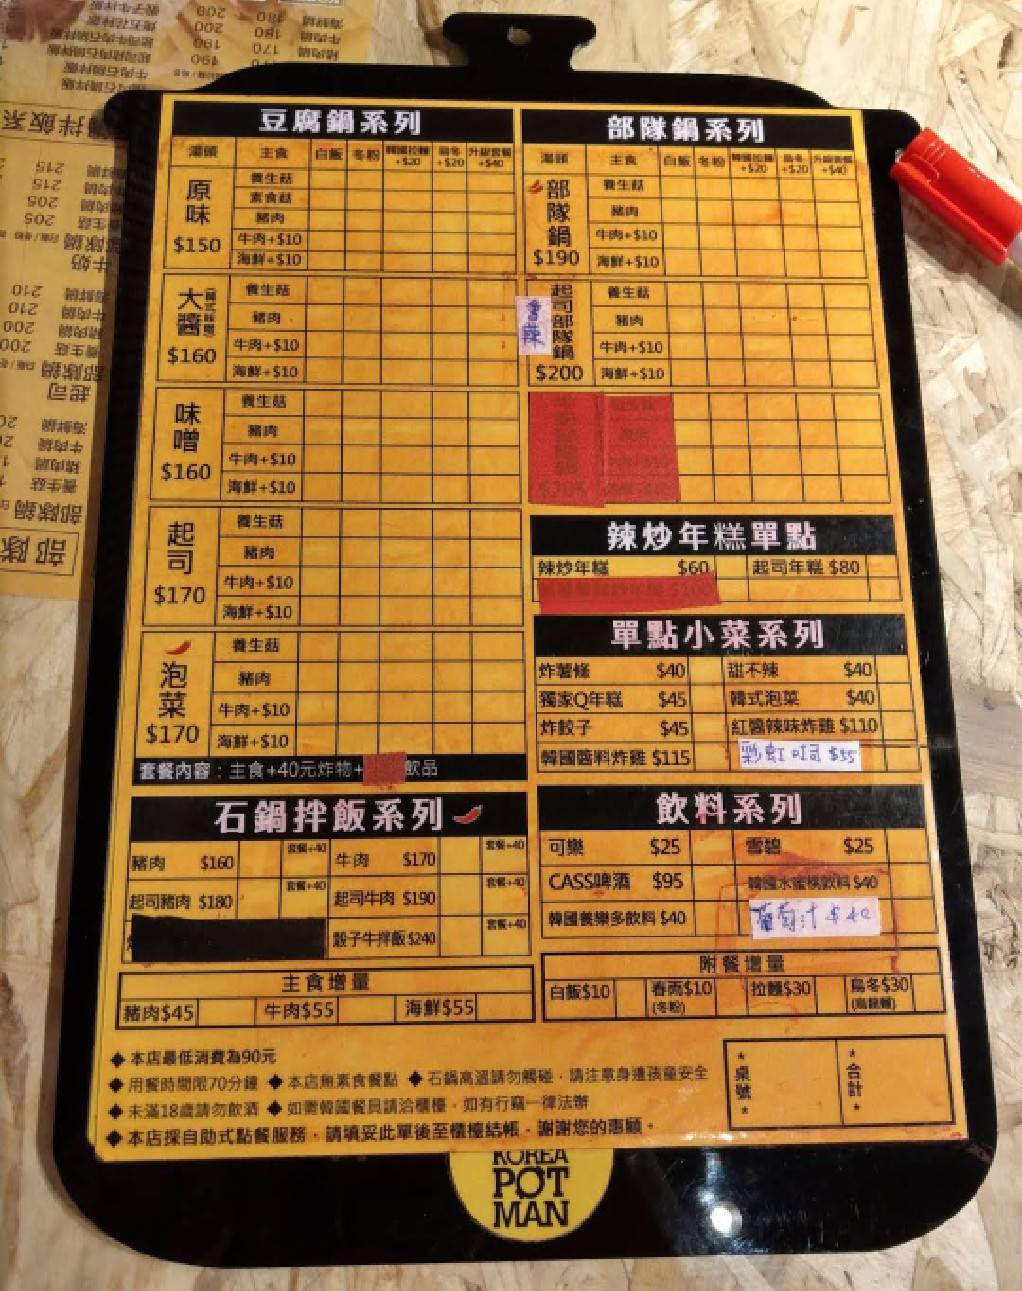 豆腐鍋系列
湯頭 主食 白飯 冬粉 韓國拉麵+$20 烏冬+$20 升級套餐+$40
原味 $150
養生菇
素食菇
豬肉
牛肉+$10
海鮮+$10
大醬 (韓式味噌) $160
養生菇
豬肉
牛肉+$10
海鮮+$10
味噌 $160
養生菇
豬肉
牛肉+$10
海鮮+$10
起司 $170
養生菇
豬肉
牛肉+$10
海鮮+$10
泡菜 $170
養生菇
豬肉
牛肉+$10
海鮮+$10
套餐內容：主食+40元炸物+ 飲品
石鍋拌飯系列
豬肉 $160 套餐+40 牛肉 $170 套餐+40
起司豬肉 $180 套餐+40 起司牛肉 $190 套餐+40
骰子牛拌飯 $240 套餐+40
主食增量
豬肉$45 牛肉$55 海鮮$55
部隊鍋系列
湯頭 主食 白飯 冬粉 韓國拉麵+$20 烏冬+$20 升級套餐+$40
部隊鍋 $190
養生菇
豬肉
牛肉+$10
海鮮+$10
會辣
起司部隊鍋 $200
養生菇
豬肉
牛肉+$10
海鮮+$10
辣炒年糕單點
辣炒年糕 $60 起司年糕 $80
單點小菜系列
炸薯條 $40 甜不辣 $40
獨家Q年糕 $45 韓式泡菜 $40
炸餃子 $45 紅醬辣味炸雞 $110
韓國醬料炸雞 $115 彩虹吐司 $55
飲料系列
可樂 $25 雪碧 $25
CASS啤酒 $95 韓國水蜜桃飲料 $40
韓國養樂多飲料 $40 葡萄汁 $40
附餐增量
白飯$10 春雨$10 (冬粉) 拉麵$30 烏冬$30 (烏龍麵)
◆ 本店最低消費為90元
◆ 用餐時間限70分鐘 ◆ 本店無素食餐點 ◆ 石鍋高溫請勿觸碰，請注意身邊孩童安全
◆ 未滿18歲請勿飲酒 ◆ 如需韓國餐具請洽櫃檯，如有行竊一律法辦
◆ 本店採自助式點餐服務，請填妥此單後至櫃檯結帳，謝謝您的惠顧。
桌號
合計
KOREA
POT
MAN